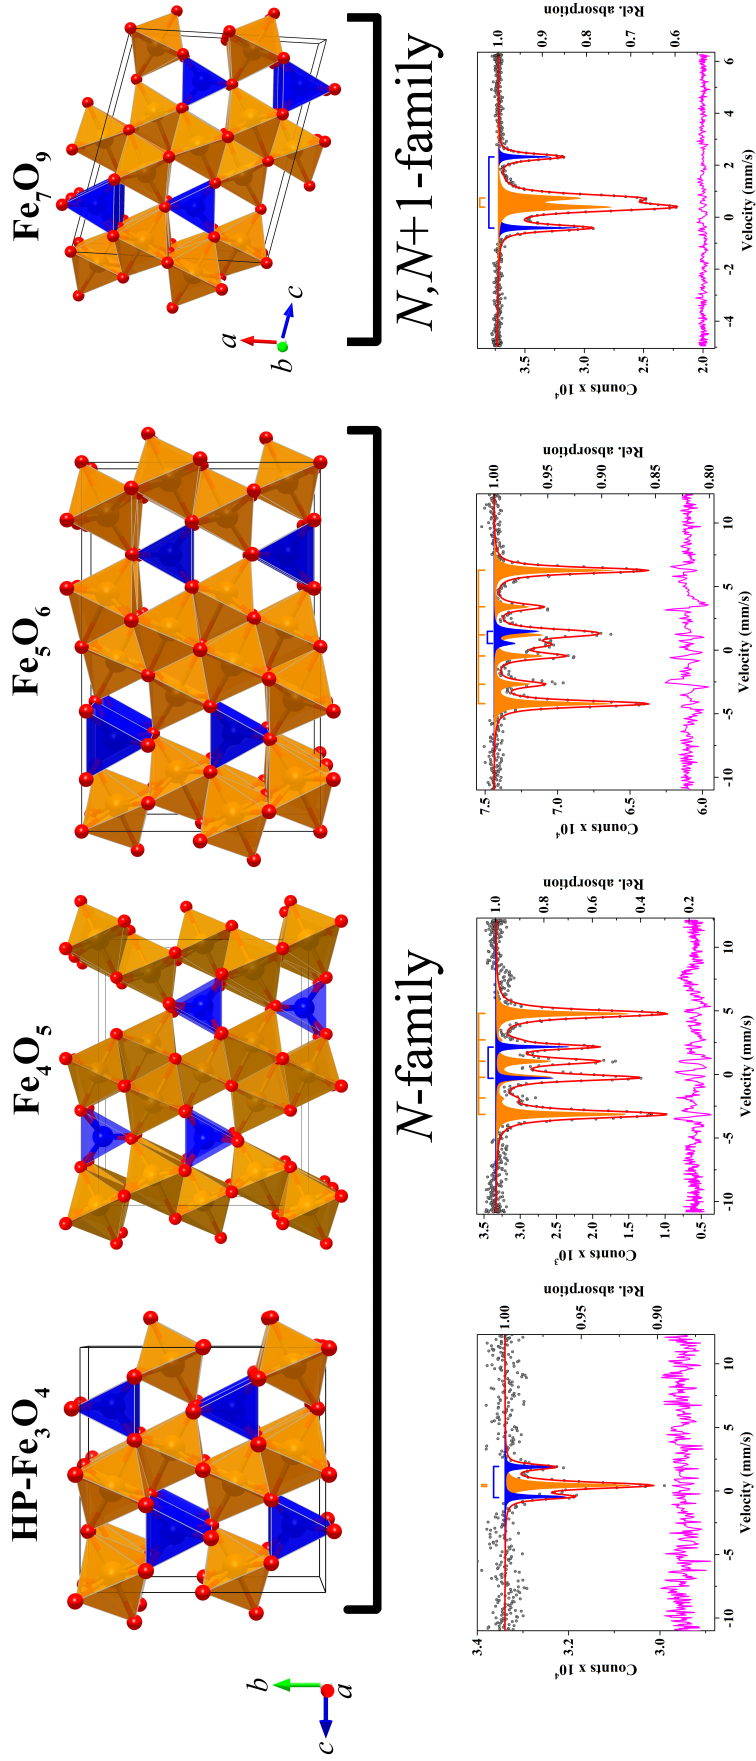 HP-Fe3O4
Fe4O5
Fe5O6
Fe7O9
b
c
a
a
b
c
N-family
N,N+1-family
Rel. absorption
1.00
0.95
0.90
3.4
3.2
3.0
Counts x 10^4
-10
-5
0
5
10
Velocity (mm/s)
Rel. absorption
1.0
0.8
0.6
0.4
0.2
3.5
3.0
2.5
2.0
1.5
1.0
0.5
Counts x 10^3
-10
-5
0
5
10
Velocity (mm/s)
Rel. absorption
1.00
0.95
0.90
0.85
0.80
7.5
7.0
6.5
6.0
Counts x 10^4
-10
-5
0
5
10
Velocity (mm/s)
Rel. absorption
1.0
0.9
0.8
0.7
0.6
3.5
3.0
2.5
2.0
Counts x 10^4
-4
2
0
2
4
6
Velocity (mm/s)